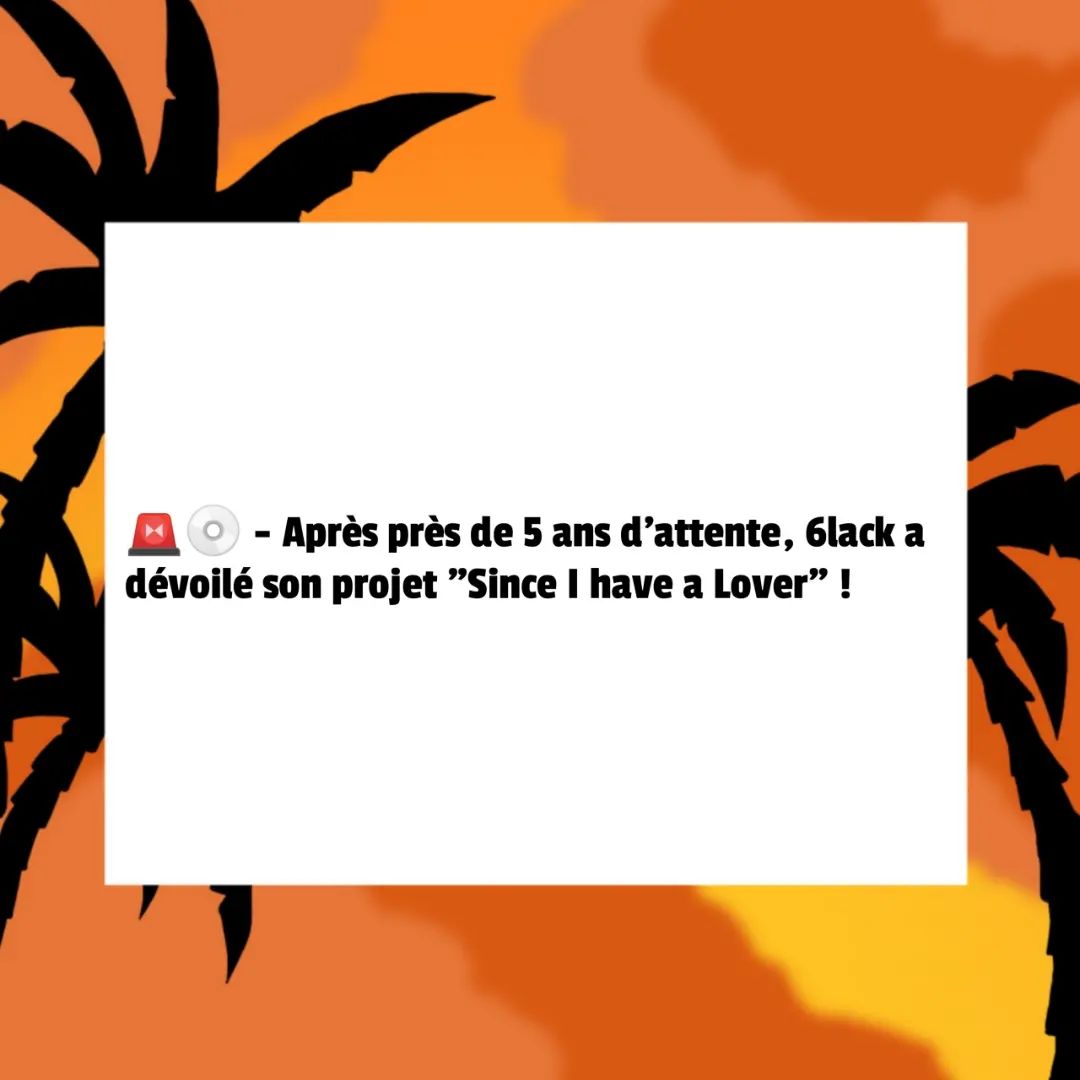 🚨💿 - Après près de 5 ans d’attente, 6lack a
dévoilé son projet ”Since I have a Lover” !